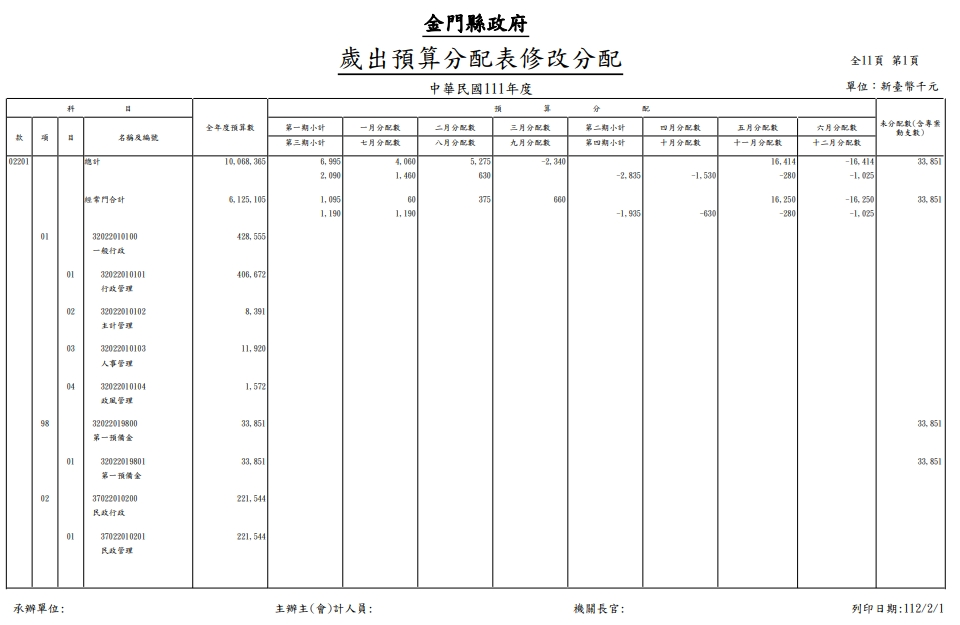 金門縣政府
歲出預算分配表修改分配
全11頁 第1頁
中華民國111年度
單位：新臺幣千元
科 目 預 算 分 配
款 項 目 名稱及編號 全年度預算數 第一期小計 一月分配數 二月分配數 三月分配數 第二期小計 四月分配數 五月分配數 六月分配數 未分配數(含專案
動支數)
第三期小計 七月分配數 八月分配數 九月分配數 第四期小計 十月分配數 十一月分配數 十二月分配數
02201 總計 10,068,365 6,995 4,060 5,275 -2,340 16,414 -16,414 33,851
2,090 1,460 630 -2,835 -1,530 -280 -1,025
經常門合計 6,125,105 1,095 60 375 660 16,250 -16,250 33,851
1,190 1,190 -1,935 -630 -280 -1,025
01 32022010100 428,555
一般行政
01 32022010101 406,672
行政管理
02 32022010102 8,391
主計管理
03 32022010103 11,920
人事管理
04 32022010104 1,572
政風管理
98 32022019800 33,851 33,851
第一預備金
01 32022019801 33,851 33,851
第一預備金
02 37022010200 221,544
民政行政
01 37022010201 221,544
民政管理
承辦單位: 主辦主(會)計人員: 機關長官: 列印日期:112/2/1